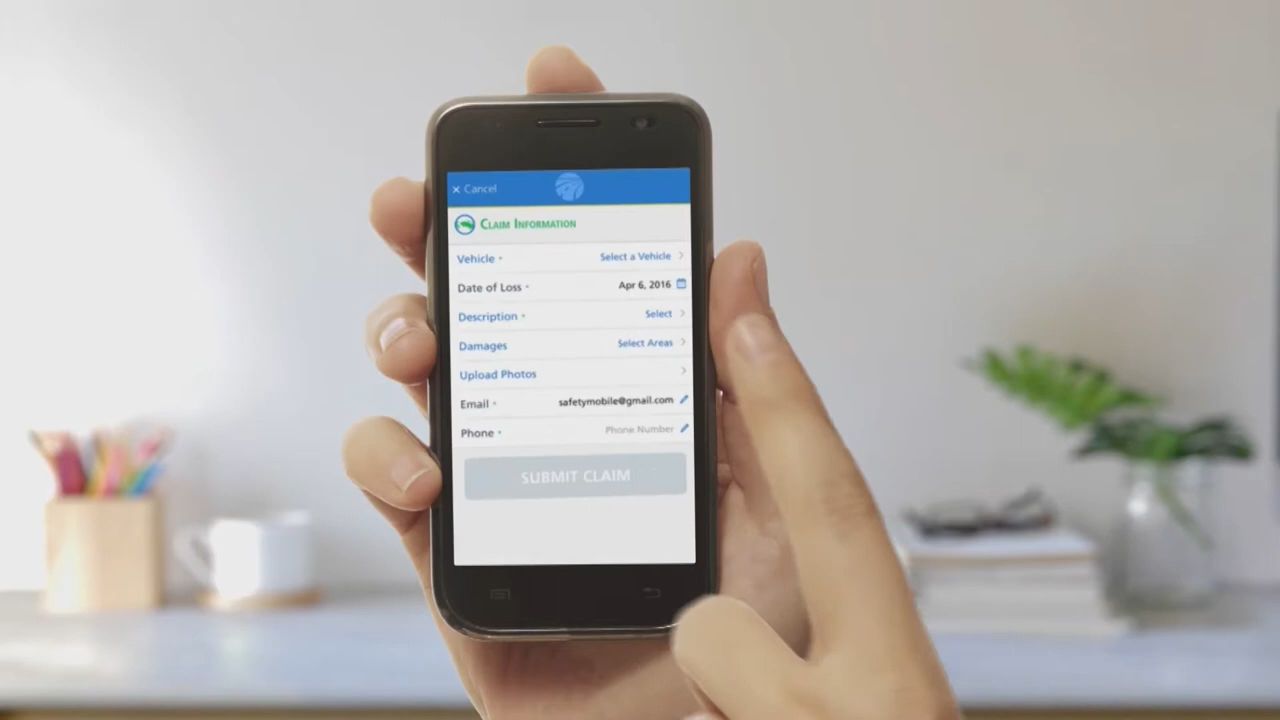 × Cancel
CLAIM INFORMATION
Vehicle * Select a Vehicle >
Date of Loss * Apr 6, 2016
Description * Select >
Damages Select Areas >
Upload Photos >
Email * safetymobile@gmail.com
Phone * Phone Number
SUBMIT CLAIM